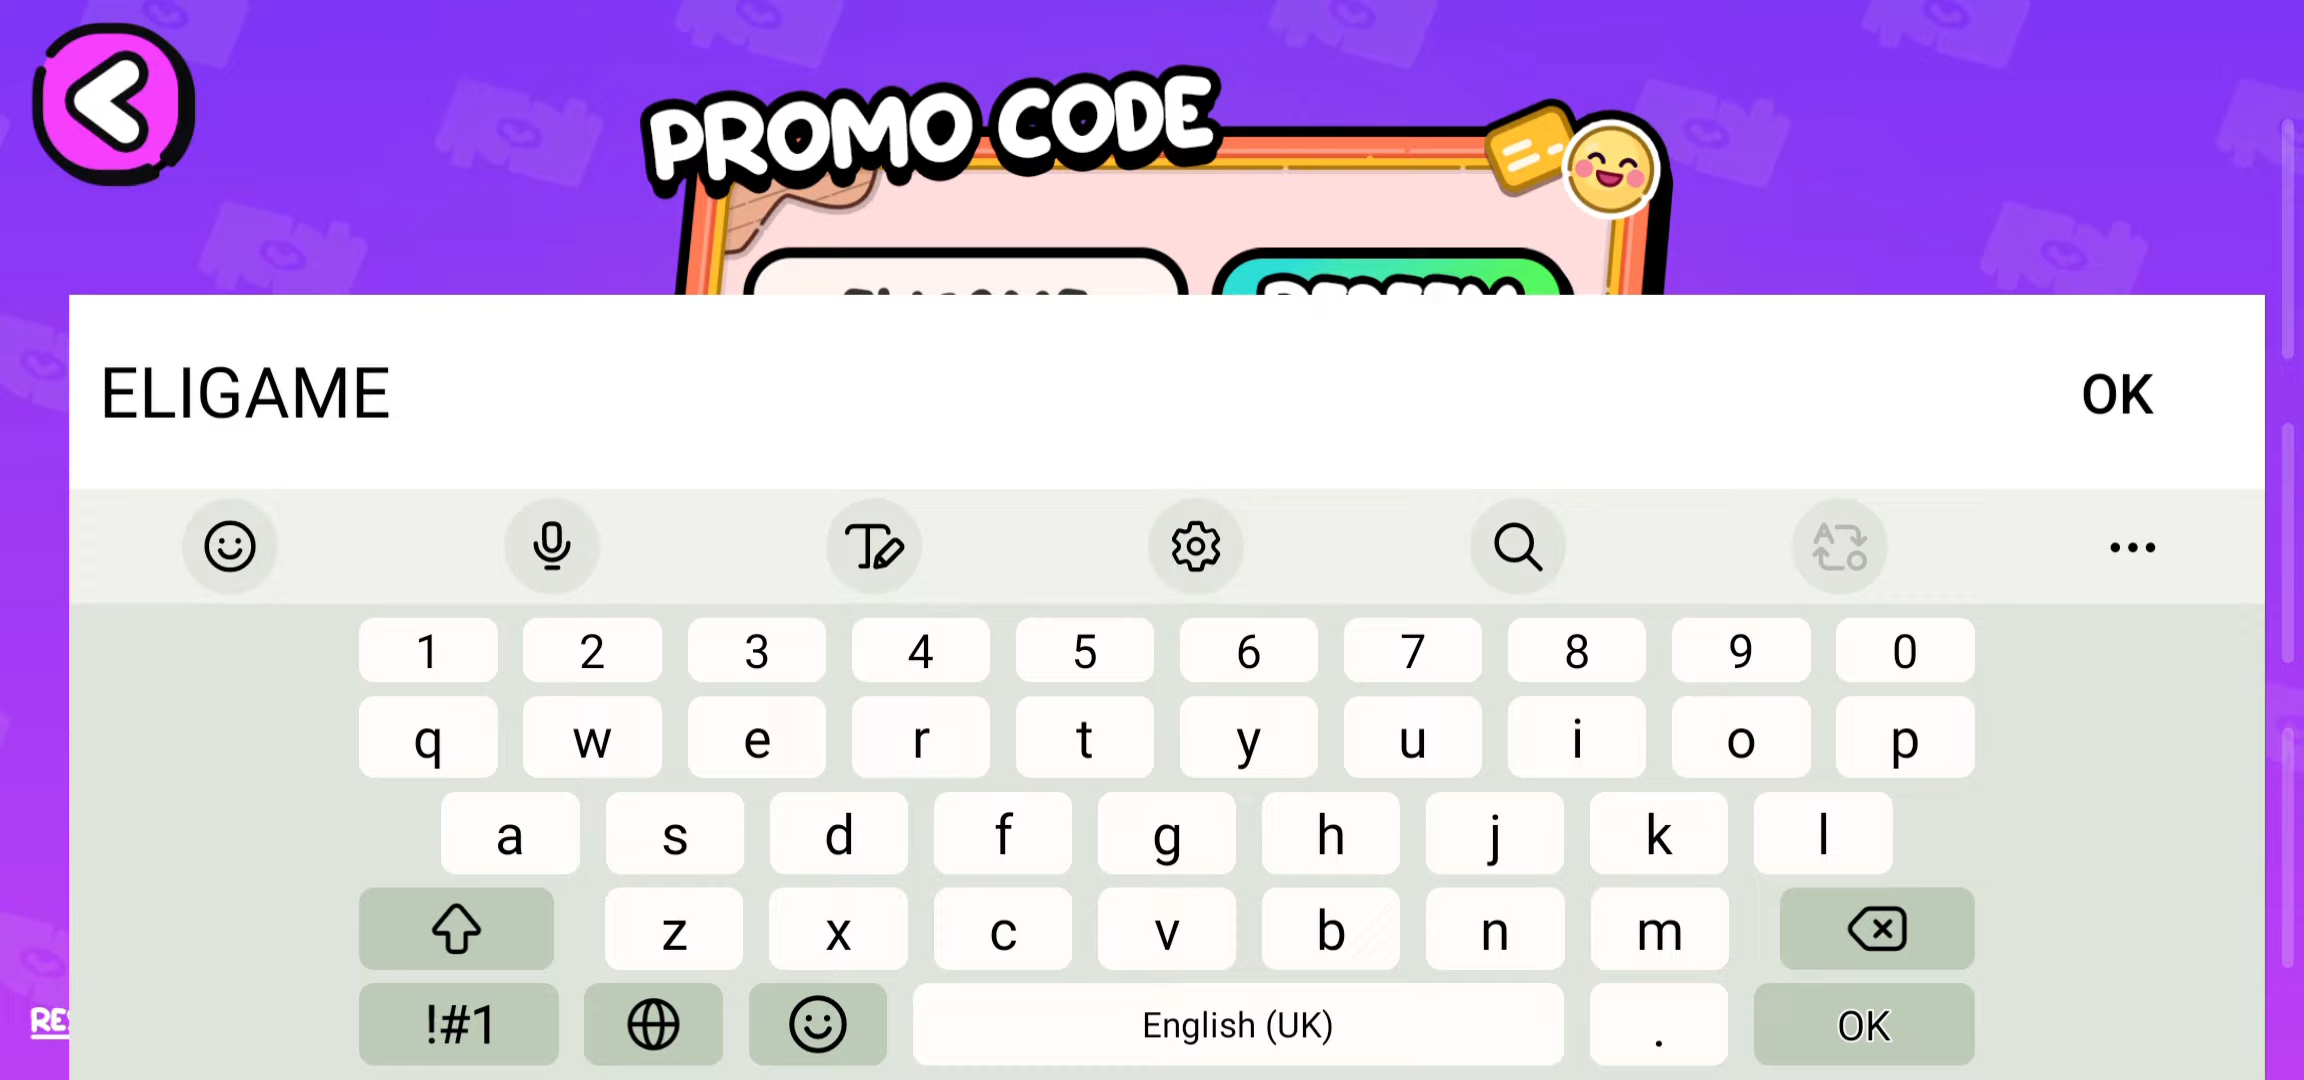 PROMO CODE
ELIGAME
OK
1 2 3 4 5 6 7 8 9 0
q w e r t y u i o p
a s d f g h j k l
z x c v b n m
!#1 English (UK) . OK